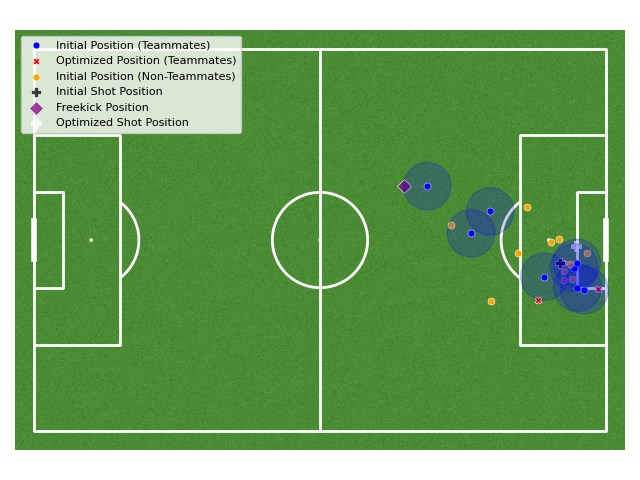 Initial Position (Teammates)
Optimized Position (Teammates)
Initial Position (Non-Teammates)
Initial Shot Position
Freekick Position
Optimized Shot Position